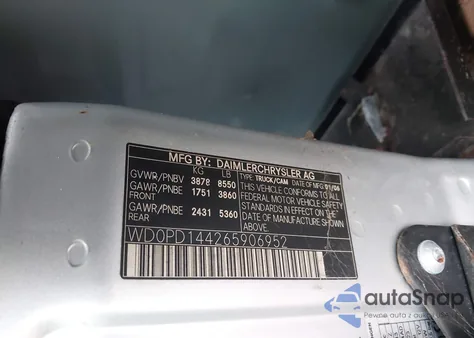 MFG BY: DAIMLERCHRYSLER AG
KG LB
GVWR/PNBV 3878 8550
GAWR/PNBE 1751 3860
FRONT
GAWR/PNBE 2431 5360
REAR
TYPE TRUCK/CAM DATE 01/06
THIS VEHICLE CONFORMS
TO ALL APPLICABLE
FEDERAL MOTOR VEHICLE
SAFETY STANDARDS IN
EFFECT ON THE DATE OF
MANUFACTURE SHOWN
ABOVE.
WD0PD144265906952
autoSnap